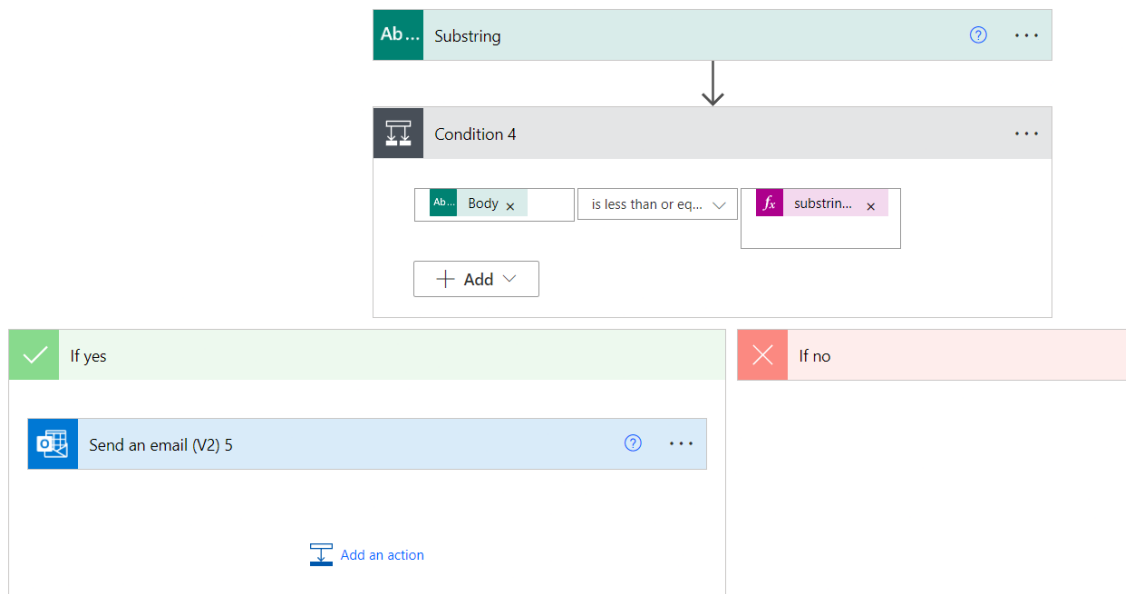 Ab... Substring
Condition 4
Ab... Body × is less than or eq... fx substrin... ×
+ Add
If yes
If no
Send an email (V2) 5
Add an action